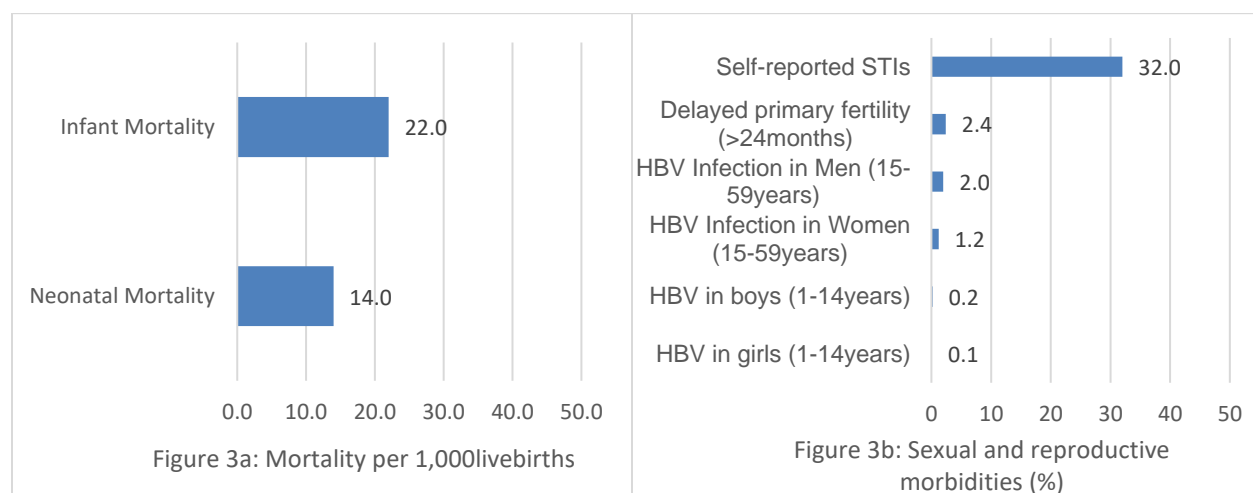 Infant Mortality
22.0
Neonatal Mortality
14.0
0.0 10.0 20.0 30.0 40.0 50.0
Figure 3a: Mortality per 1,000livebirths
Self-reported STIs
32.0
Delayed primary fertility
(>24months)
2.4
HBV Infection in Men (15-
59years)
2.0
HBV Infection in Women
(15-59years)
1.2
HBV in boys (1-14years)
0.2
HBV in girls (1-14years)
0.1
0 10 20 30 40 50
Figure 3b: Sexual and reproductive
morbidities (%)